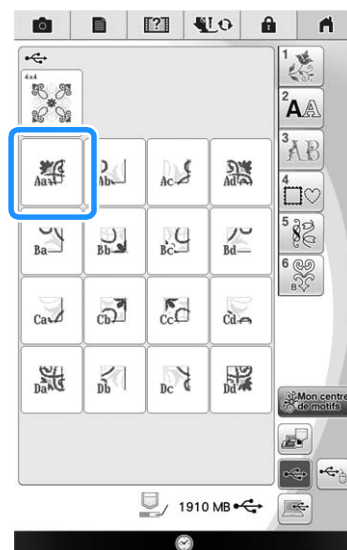 4x4
Aa Ab Ac Ad
Ba Bb Bc Bd
Ca Cb Cc Cd
Da Db Dc Dd
1
2 AA
3 AB
4
5
6 B
Mon centre
de motifs
1910 MB